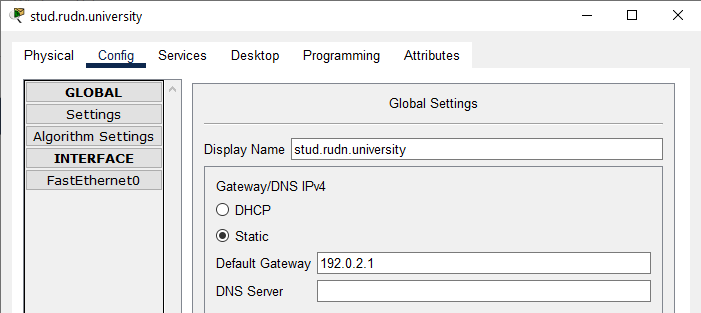 stud.rudn.university
Physical Config Services Desktop Programming Attributes
GLOBAL
Settings
Algorithm Settings
INTERFACE
FastEthernet0
Global Settings
Display Name stud.rudn.university
Gateway/DNS IPv4
DHCP
Static
Default Gateway 192.0.2.1
DNS Server